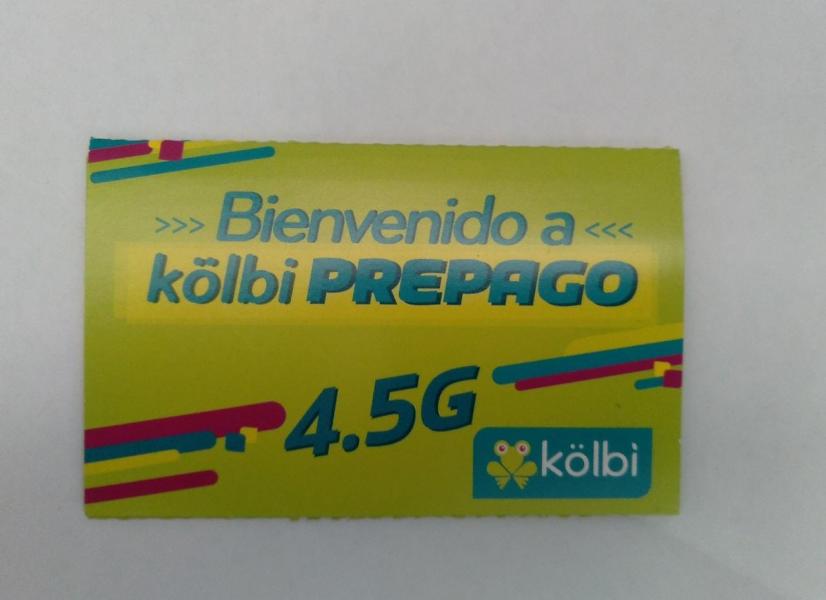 >>> Bienvenido a <<<
kölbi PREPAGO
4.5G
kölbi